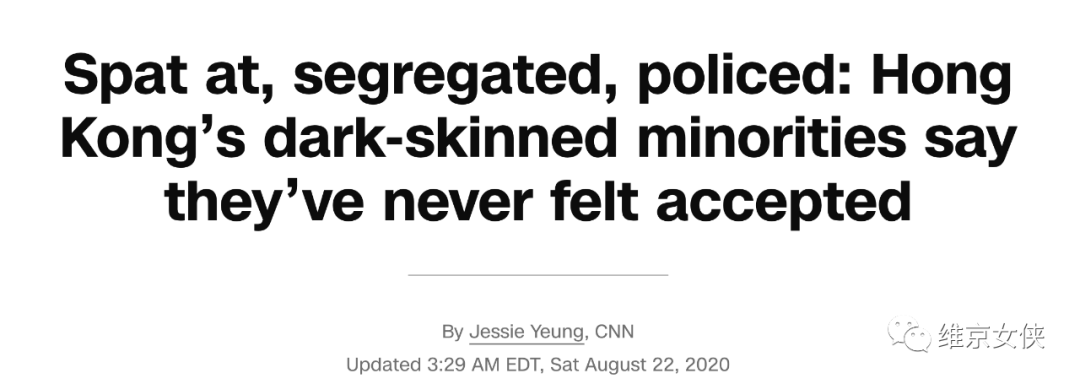 Spat at, segregated, policed: Hong
Kong’s dark-skinned minorities say
they’ve never felt accepted
By Jessie Yeung, CNN
Updated 3:29 AM EDT, Sat August 22, 2020
维京女侠